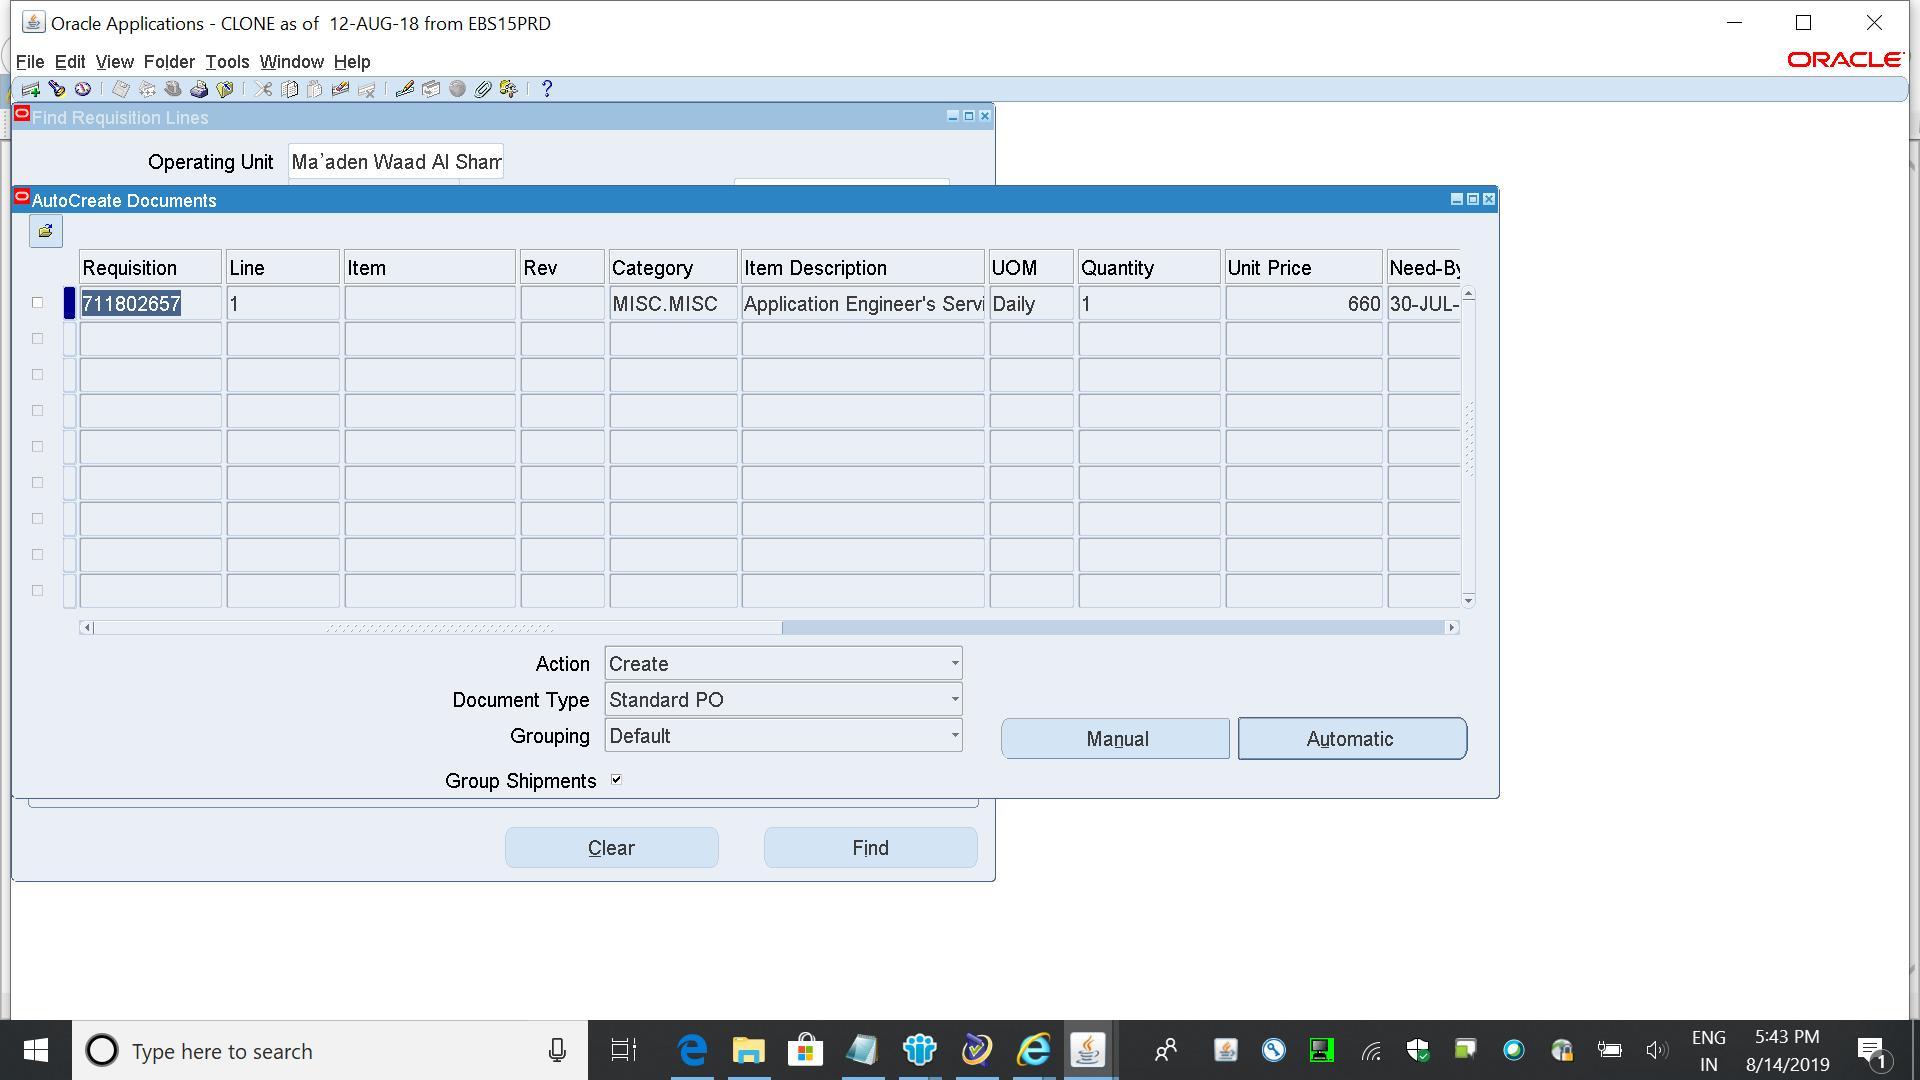 Oracle Applications - CLONE as of  12-AUG-18 from EBS15PRD
File Edit View Folder Tools Window Help
ORACLE
Find Requisition Lines
Operating Unit Ma'aden Waad Al Sham
AutoCreate Documents
Requisition Line Item Rev Category Item Description UOM Quantity Unit Price Need-By
711802657 1 MISC.MISC Application Engineer's Servi Daily 1 660 30-JUL-
Action Create
Document Type Standard PO
Grouping Default
Manual Automatic
Group Shipments
Clear Find
Type here to search
ENG 5:43 PM
IN 8/14/2019
1